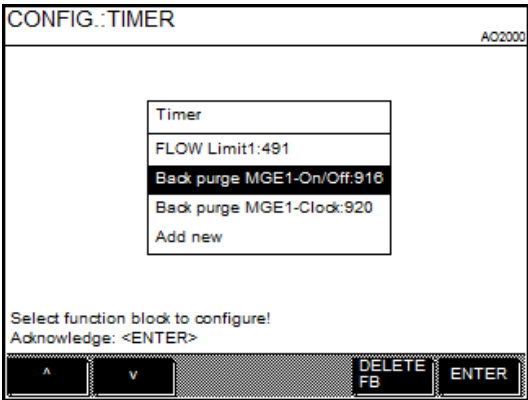 CONFIG.:TIMER
AO2000
Timer
FLOW Limit1:491
Back purge MGE1-On/Off:916
Back purge MGE1-Clock:920
Add new
Select function block to configure!
Acknowledge: <ENTER>
^ v DELETE FB ENTER